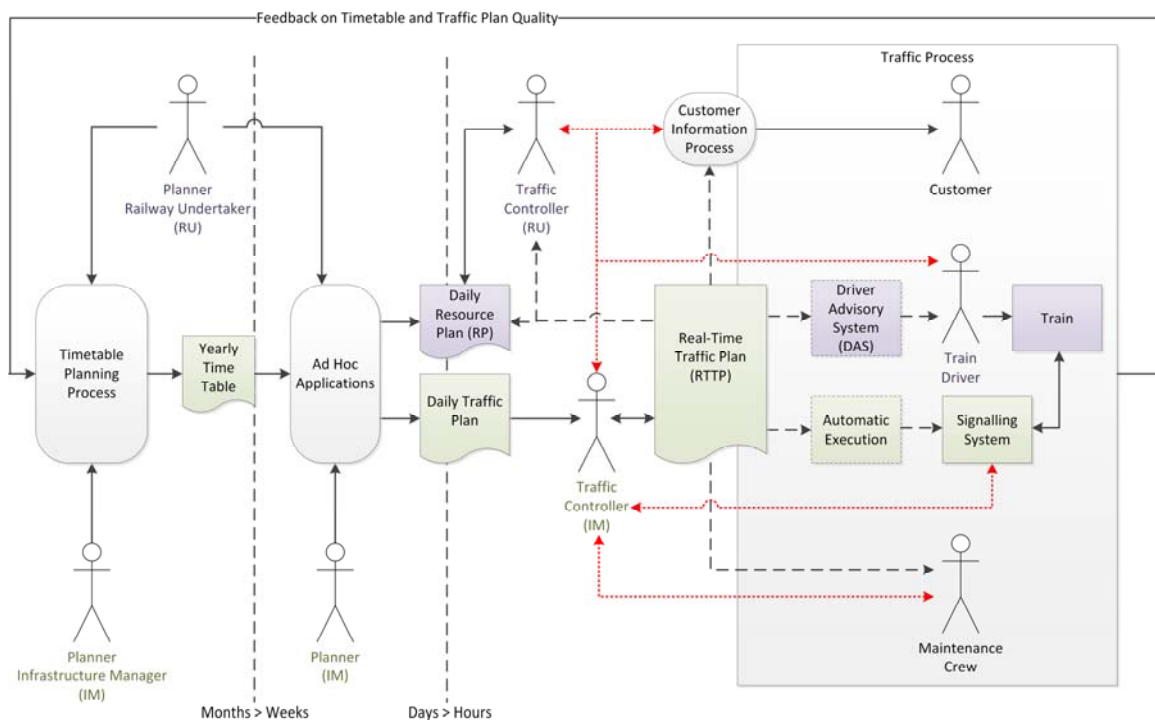 Feedback on Timetable and Traffic Plan Quality
Traffic Process
Planner
Railway Undertaker
(RU)
Traffic
Controller
(RU)
Customer
Information
Process
Customer
Timetable
Planning
Process
Yearly
Time
Table
Ad Hoc
Applications
Daily
Resource
Plan (RP)
Daily Traffic
Plan
Real-Time
Traffic Plan
(RTTP)
Driver
Advisory
System
(DAS)
Train
Driver
Train
Automatic
Execution
Signalling
System
Traffic
Controller
(IM)
Planner
Infrastructure Manager
(IM)
Planner
(IM)
Maintenance
Crew
Months > Weeks
Days > Hours